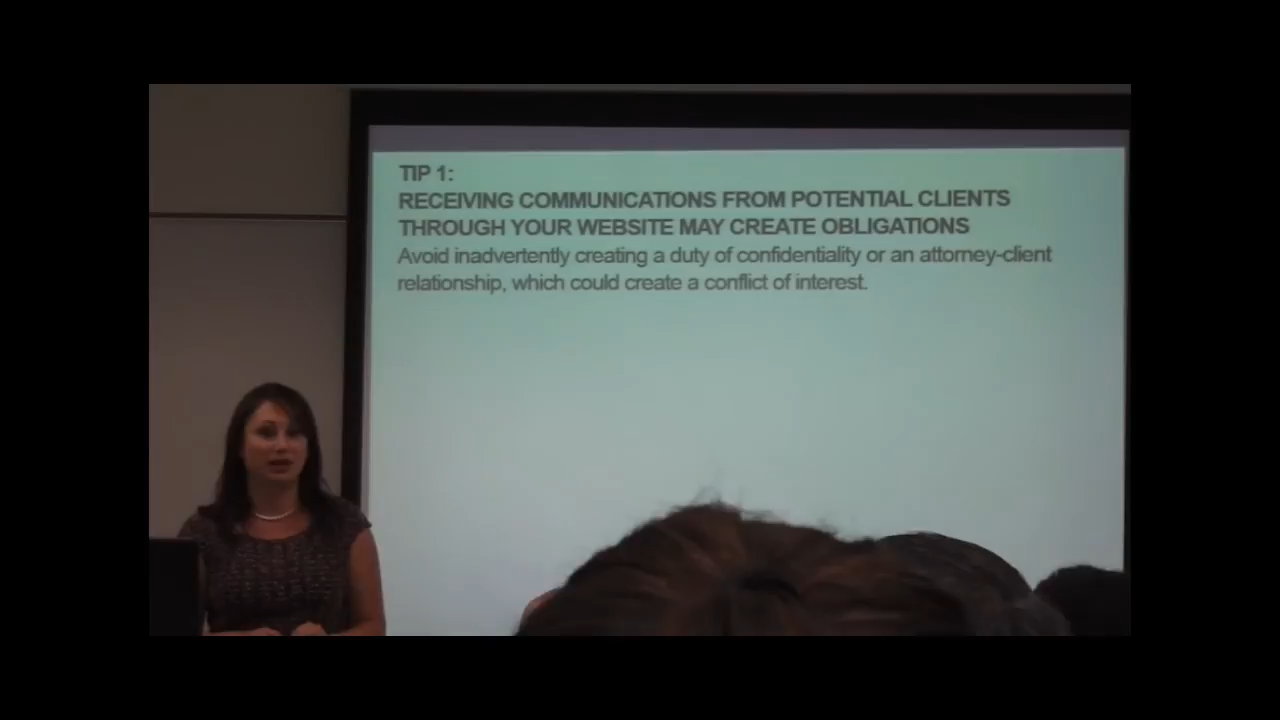 TIP 1:
RECEIVING COMMUNICATIONS FROM POTENTIAL CLIENTS
THROUGH YOUR WEBSITE MAY CREATE OBLIGATIONS
Avoid inadvertently creating a duty of confidentiality or an attorney-client
relationship, which could create a conflict of interest.